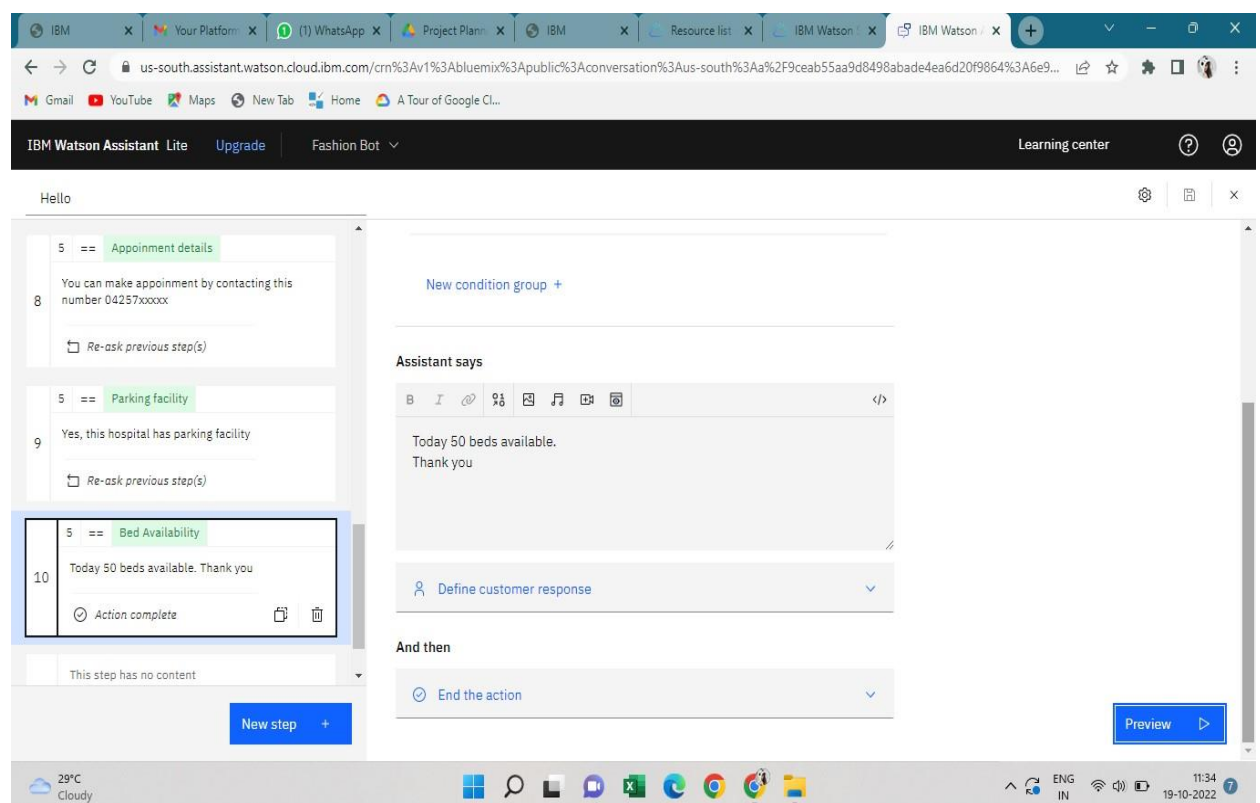 IBM
Your Platform
(1) WhatsApp
Project Plann
IBM
Resource list
IBM Watson
IBM Watson
us-south.assistant.watson.cloud.ibm.com/crn%3Av1%3Abluemix%3Apublic%3Aconversation%3Aus-south%3Aa%2F9ceab55aa9d8498abade4ea6d20f9864%3A6e9...
Gmail
YouTube
Maps
New Tab
Home
A Tour of Google Cl...
IBM Watson Assistant Lite
Upgrade
Fashion Bot
Learning center
Hello
5 == Appoinment details
8
You can make appoinment by contacting this
number 04257xxxxx
Re-ask previous step(s)
5 == Parking facility
9
Yes, this hospital has parking facility
Re-ask previous step(s)
5 == Bed Availability
10
Today 50 beds available. Thank you
Action complete
This step has no content
New step +
New condition group +
Assistant says
B I </>
Today 50 beds available.
Thank you
Define customer response
And then
End the action
Preview
29°C
Cloudy
ENG
IN
11:34
19-10-2022
7